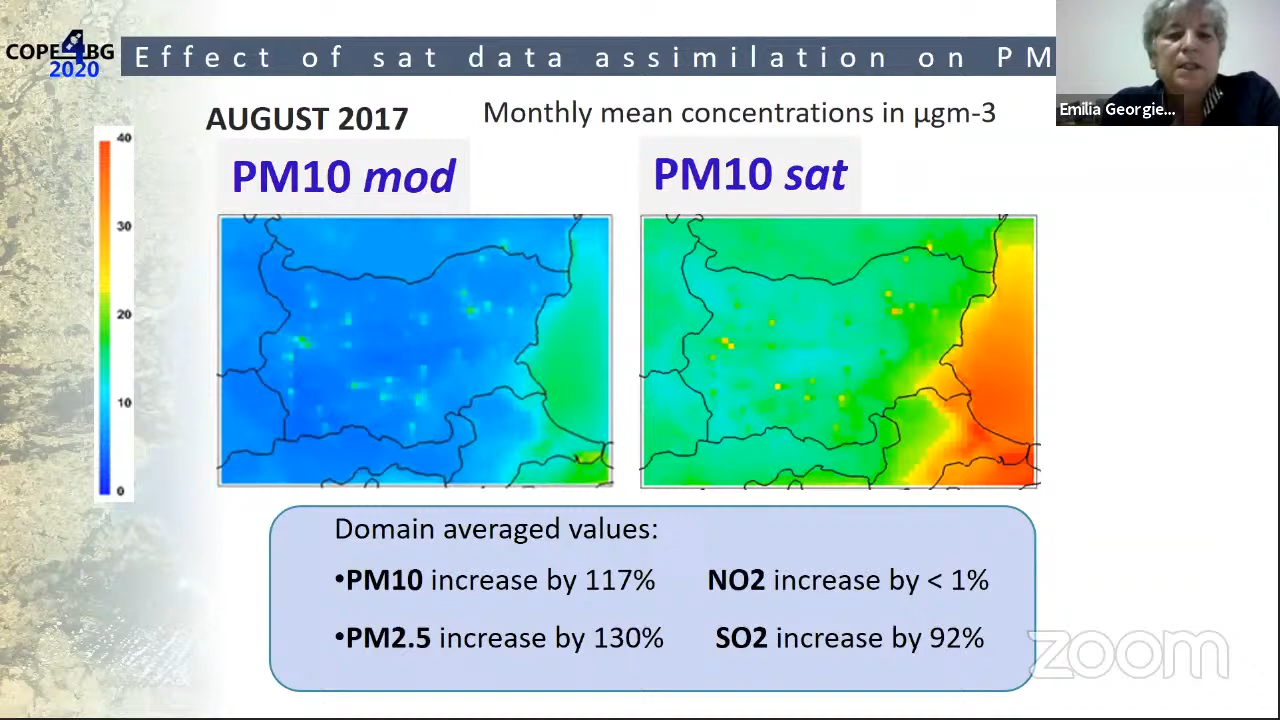 COPE4BG
2020
Effect of sat data assimilation on PM
Emilia Georgie...
AUGUST 2017
Monthly mean concentrations in µgm-3
PM10 mod
PM10 sat
40
30
20
10
0
Domain averaged values:
•PM10 increase by 117% NO2 increase by < 1%
•PM2.5 increase by 130% SO2 increase by 92%
zoom